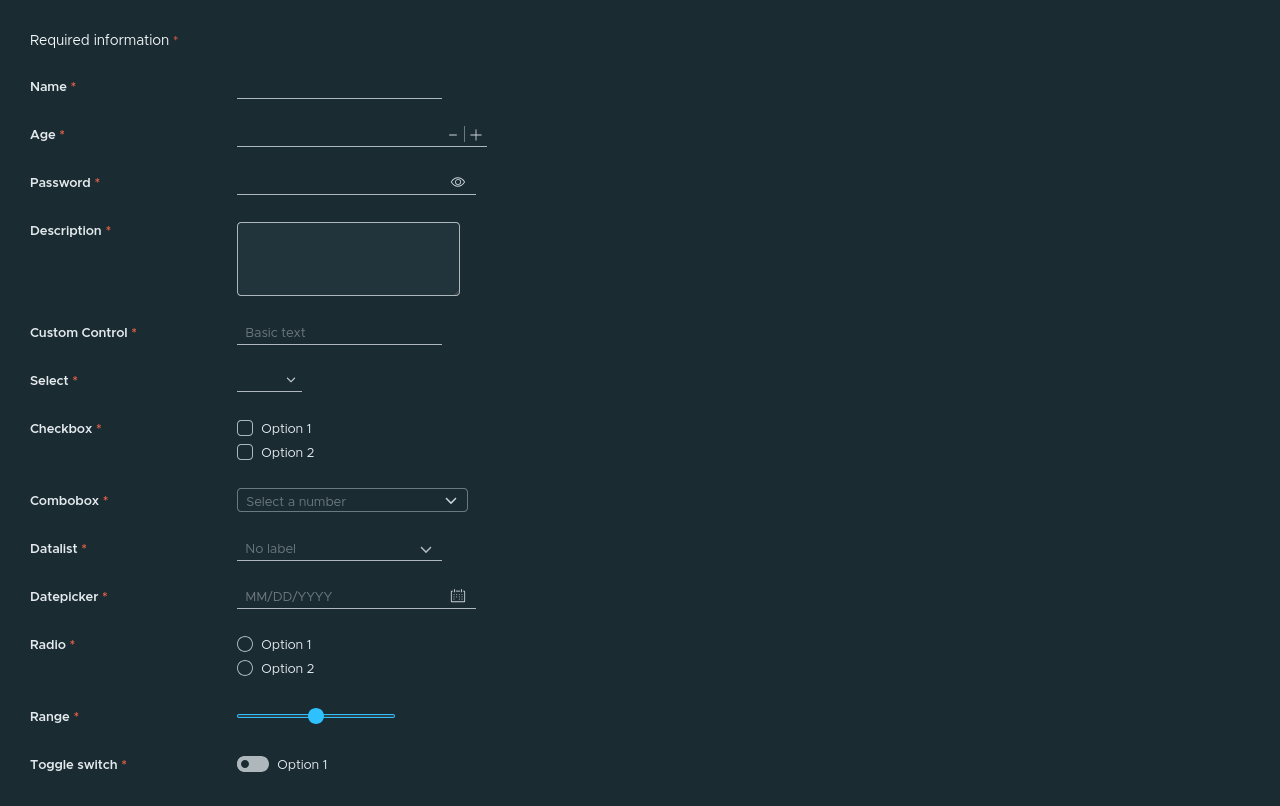 Required information *
Name *
Age *
Password *
Description *
Custom Control * Basic text
Select *
Checkbox * Option 1
Option 2
Combobox * Select a number
Datalist * No label
Datepicker * MM/DD/YYYY
Radio * Option 1
Option 2
Range *
Toggle switch * Option 1